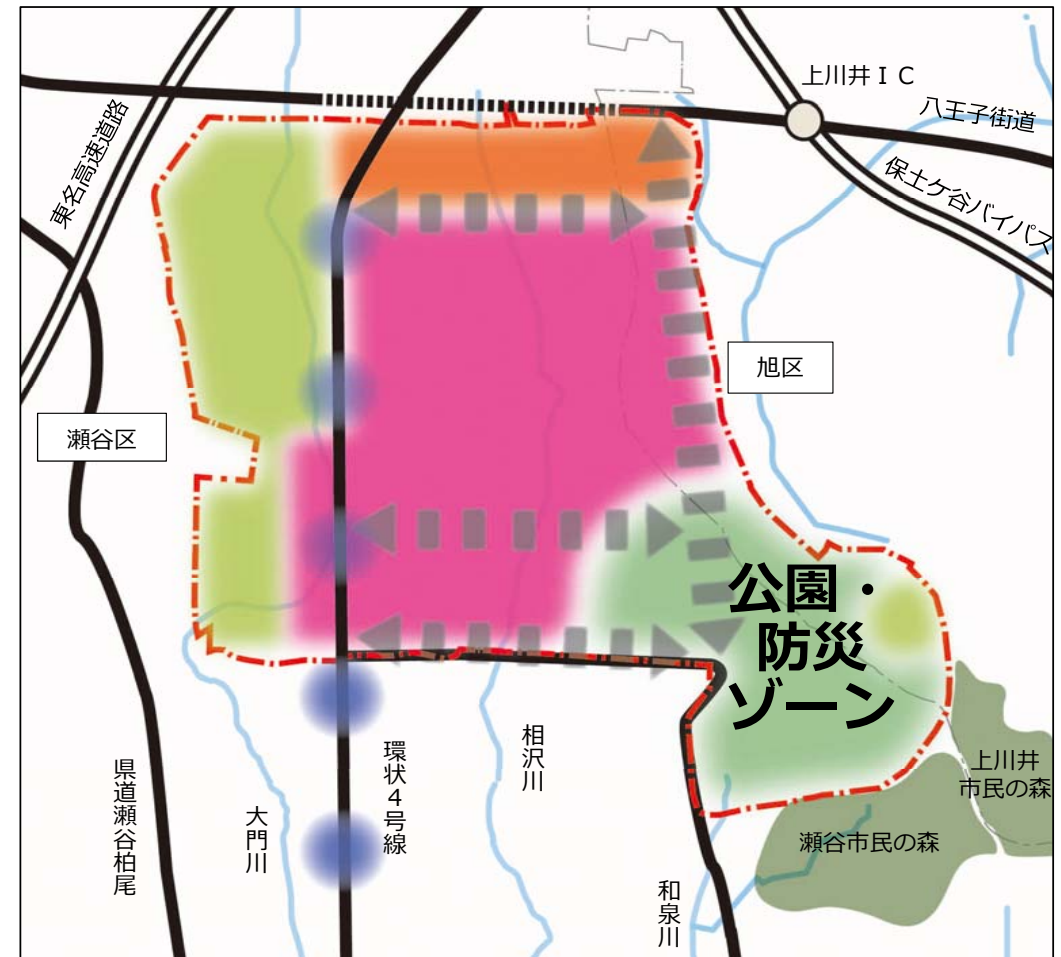 上川井ＩＣ
八王子街道
東名高速道路
保土ケ谷バイパス
旭区
瀬谷区
公園・
防災
ゾーン
上川井
市民の森
瀬谷市民の森
県道瀬谷柏尾
大門川
環状４号線
相沢川
和泉川